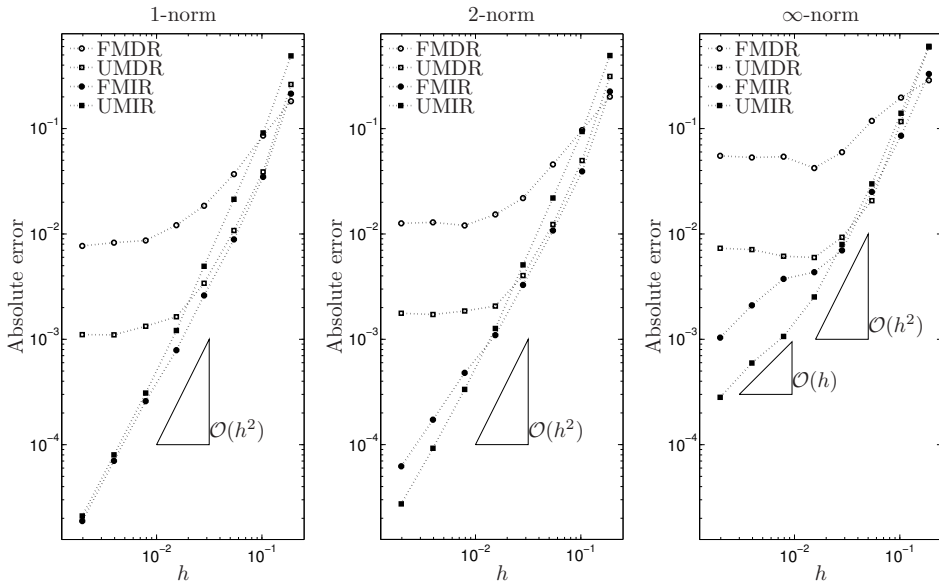 1-norm
FMDR
UMDR
FMIR
UMIR
10^{-1}
10^{-2}
10^{-3}
10^{-4}
Absolute error
𝒪(h^2)
10^{-2}
10^{-1}
h
2-norm
FMDR
UMDR
FMIR
UMIR
10^{-1}
10^{-2}
10^{-3}
10^{-4}
Absolute error
𝒪(h^2)
10^{-2}
10^{-1}
h
∞-norm
FMDR
UMDR
FMIR
UMIR
10^{-1}
10^{-2}
10^{-3}
10^{-4}
Absolute error
𝒪(h^2)
𝒪(h)
10^{-2}
10^{-1}
h